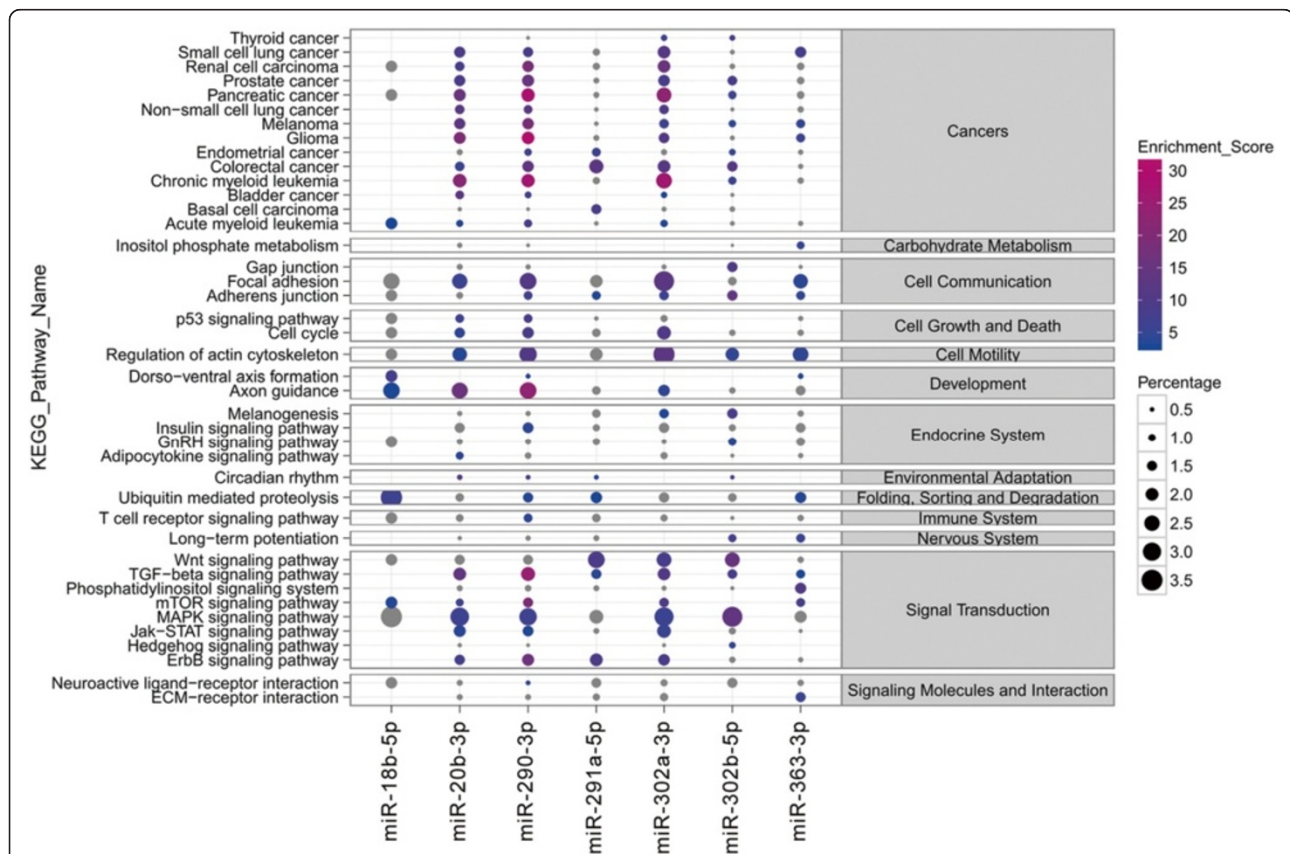 KEGG_Pathway_Name
Thyroid cancer
Small cell lung cancer
Renal cell carcinoma
Prostate cancer
Pancreatic cancer
Non−small cell lung cancer
Melanoma
Glioma
Endometrial cancer
Colorectal cancer
Chronic myeloid leukemia
Bladder cancer
Basal cell carcinoma
Acute myeloid leukemia
Cancers
Inositol phosphate metabolism
Carbohydrate Metabolism
Gap junction
Focal adhesion
Adherens junction
Cell Communication
p53 signaling pathway
Cell cycle
Cell Growth and Death
Regulation of actin cytoskeleton
Cell Motility
Dorso−ventral axis formation
Axon guidance
Development
Melanogenesis
Insulin signaling pathway
GnRH signaling pathway
Adipocytokine signaling pathway
Endocrine System
Circadian rhythm
Environmental Adaptation
Ubiquitin mediated proteolysis
Folding, Sorting and Degradation
T cell receptor signaling pathway
Immune System
Long−term potentiation
Nervous System
Wnt signaling pathway
TGF−beta signaling pathway
Phosphatidylinositol signaling system
mTOR signaling pathway
MAPK signaling pathway
Jak−STAT signaling pathway
Hedgehog signaling pathway
ErbB signaling pathway
Signal Transduction
Neuroactive ligand−receptor interaction
ECM−receptor interaction
Signaling Molecules and Interaction
miR−18b−5p
miR−20b−3p
miR−290−3p
miR−291a−5p
miR−302a−3p
miR−302b−5p
miR−363−3p
Enrichment_Score
30
25
20
15
10
5
Percentage
0.5
1.0
1.5
2.0
2.5
3.0
3.5